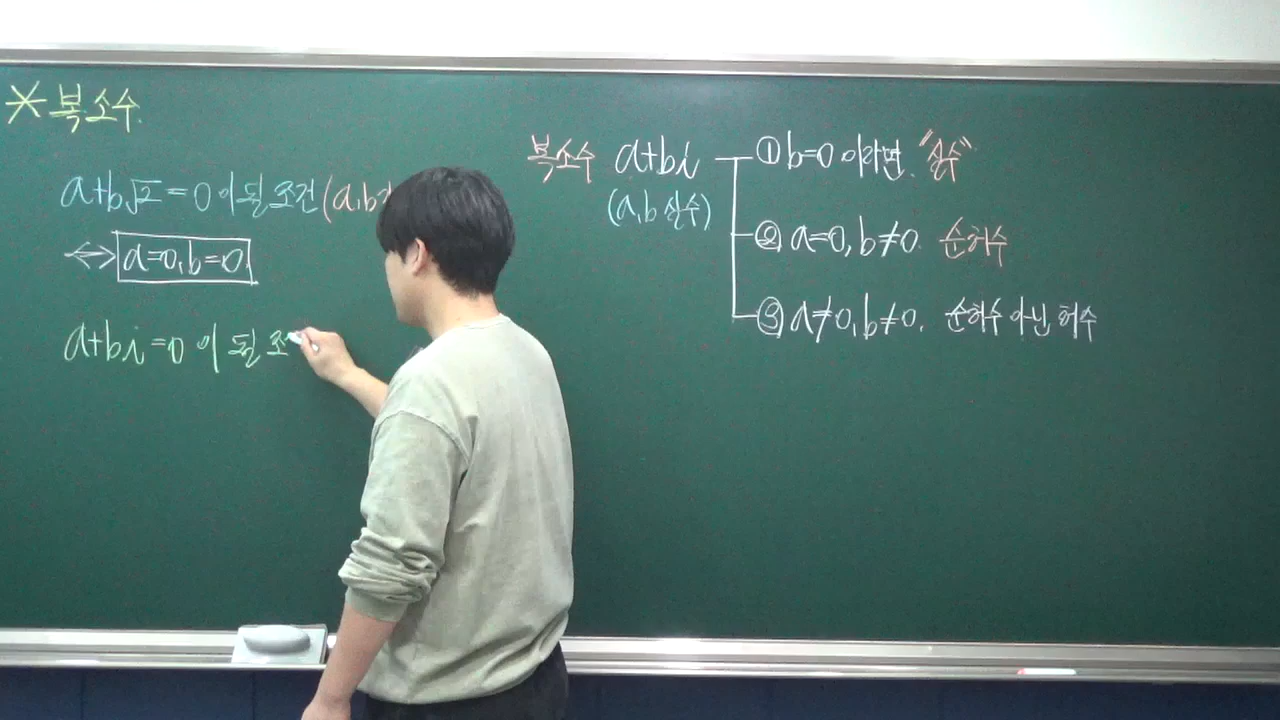 * 복소수.
a+b√2=0 이 될 조건(a,b
↔ a=0,b=0.
a+bi=0 이 될 조
복소수 a+bi
(a,b 실수)
① b=0 이라면. "실수"
② a=0, b≠0. 순허수
③ a≠0, b≠0. 순허수 아닌 허수